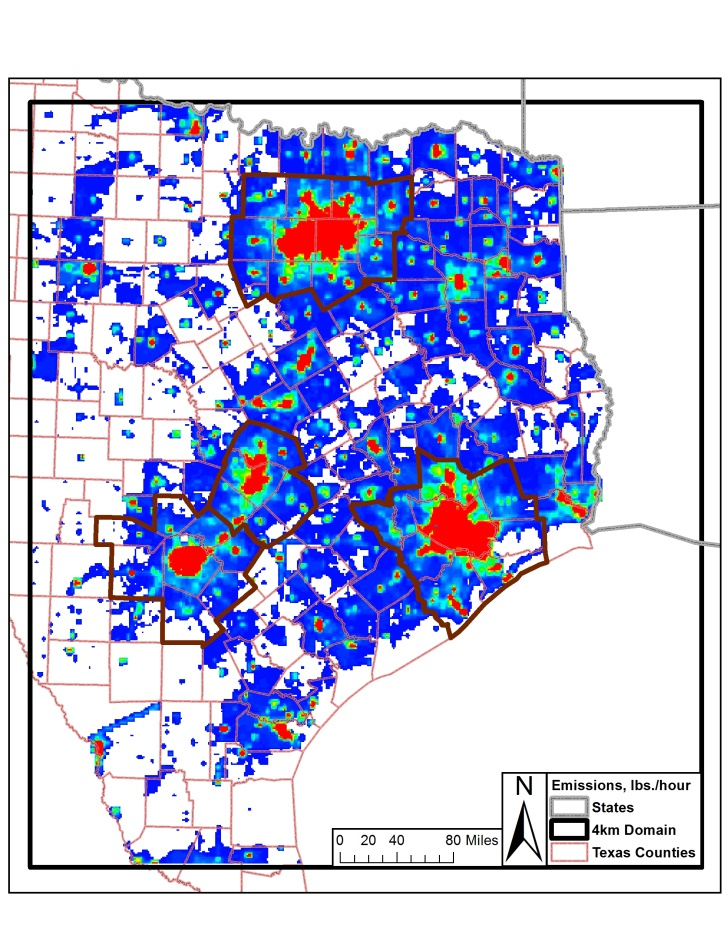 N
Emissions, lbs./hour
States
4km Domain
Texas Counties
0 20 40 80 Miles